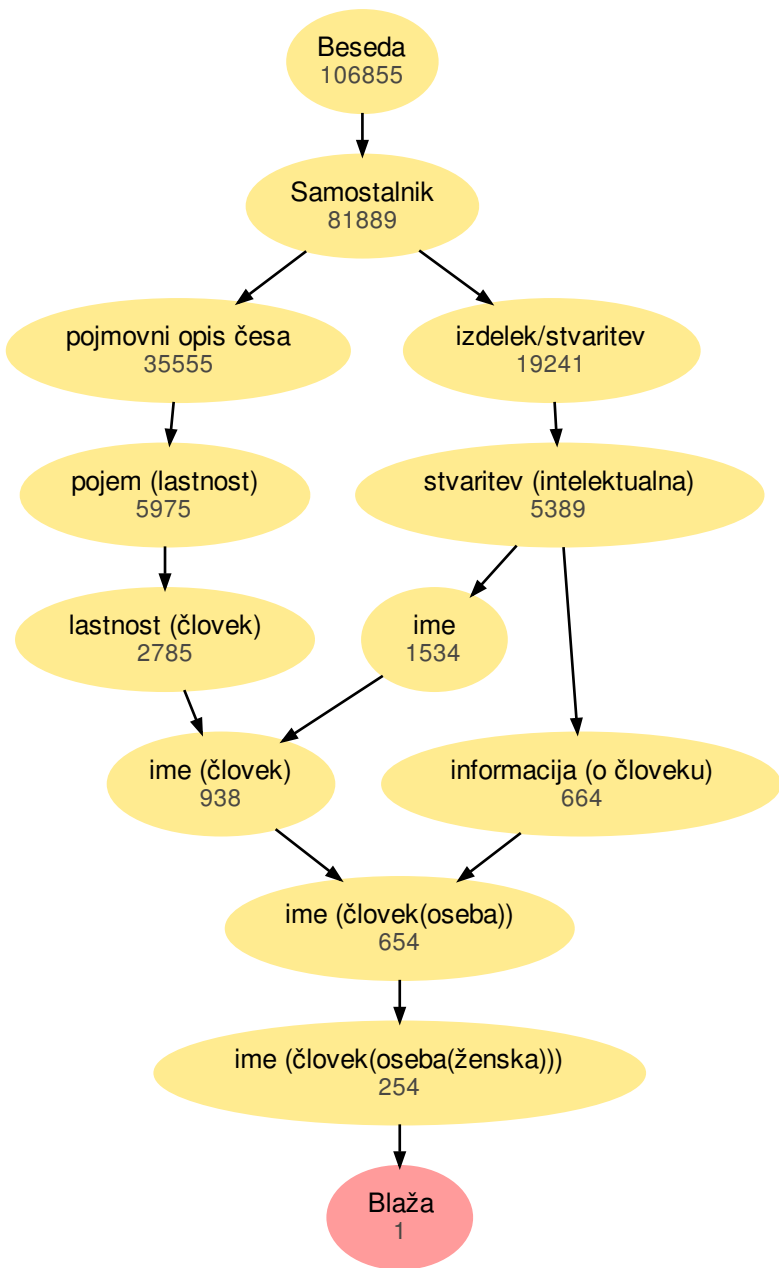 Beseda
106855
Samostalnik
81889
pojmovni opis česa
35555
izdelek/stvaritev
19241
pojem (lastnost)
5975
stvaritev (intelektualna)
5389
lastnost (človek)
2785
ime
1534
ime (človek)
938
informacija (o človeku)
664
ime (človek(oseba))
654
ime (človek(oseba(ženska)))
254
Blaža
1